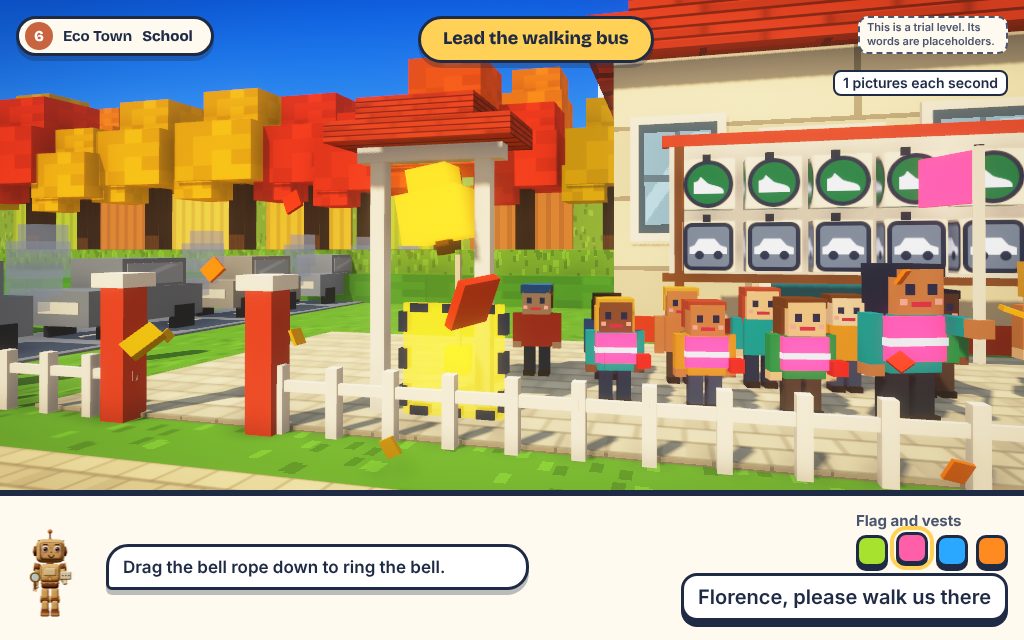 6 Eco Town School
Lead the walking bus
This is a trial level. Its
words are placeholders.
1 pictures each second
Flag and vests
Drag the bell rope down to ring the bell.
Florence, please walk us there